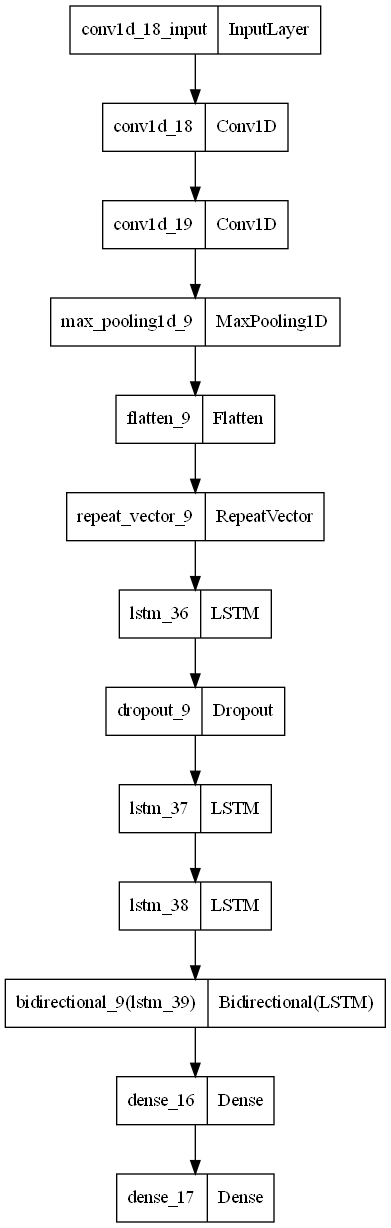 conv1d_18_input InputLayer
conv1d_18 Conv1D
conv1d_19 Conv1D
max_pooling1d_9 MaxPooling1D
flatten_9 Flatten
repeat_vector_9 RepeatVector
lstm_36 LSTM
dropout_9 Dropout
lstm_37 LSTM
lstm_38 LSTM
bidirectional_9(lstm_39) Bidirectional(LSTM)
dense_16 Dense
dense_17 Dense